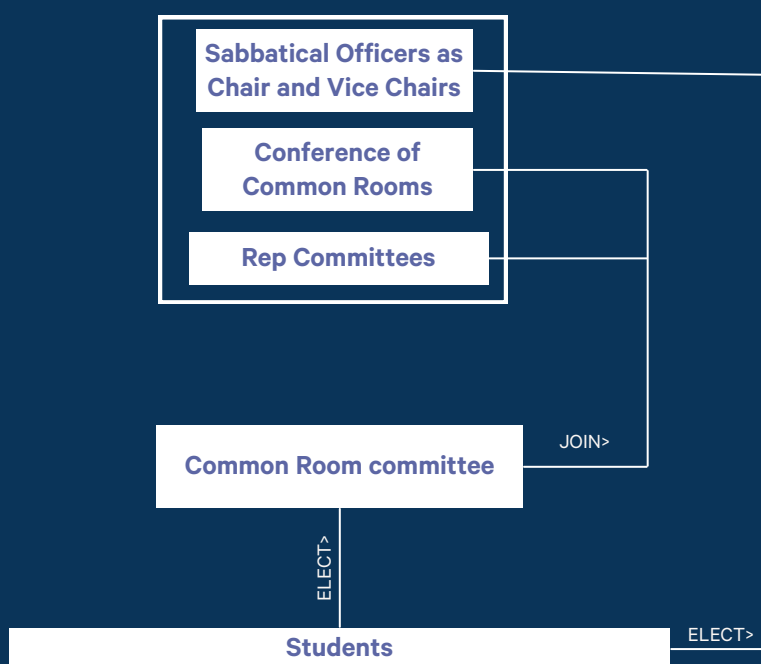 Sabbatical Officers as
Chair and Vice Chairs
Conference of
Common Rooms
Rep Committees
JOIN>
Common Room committee
ELECT>
Students
ELECT>